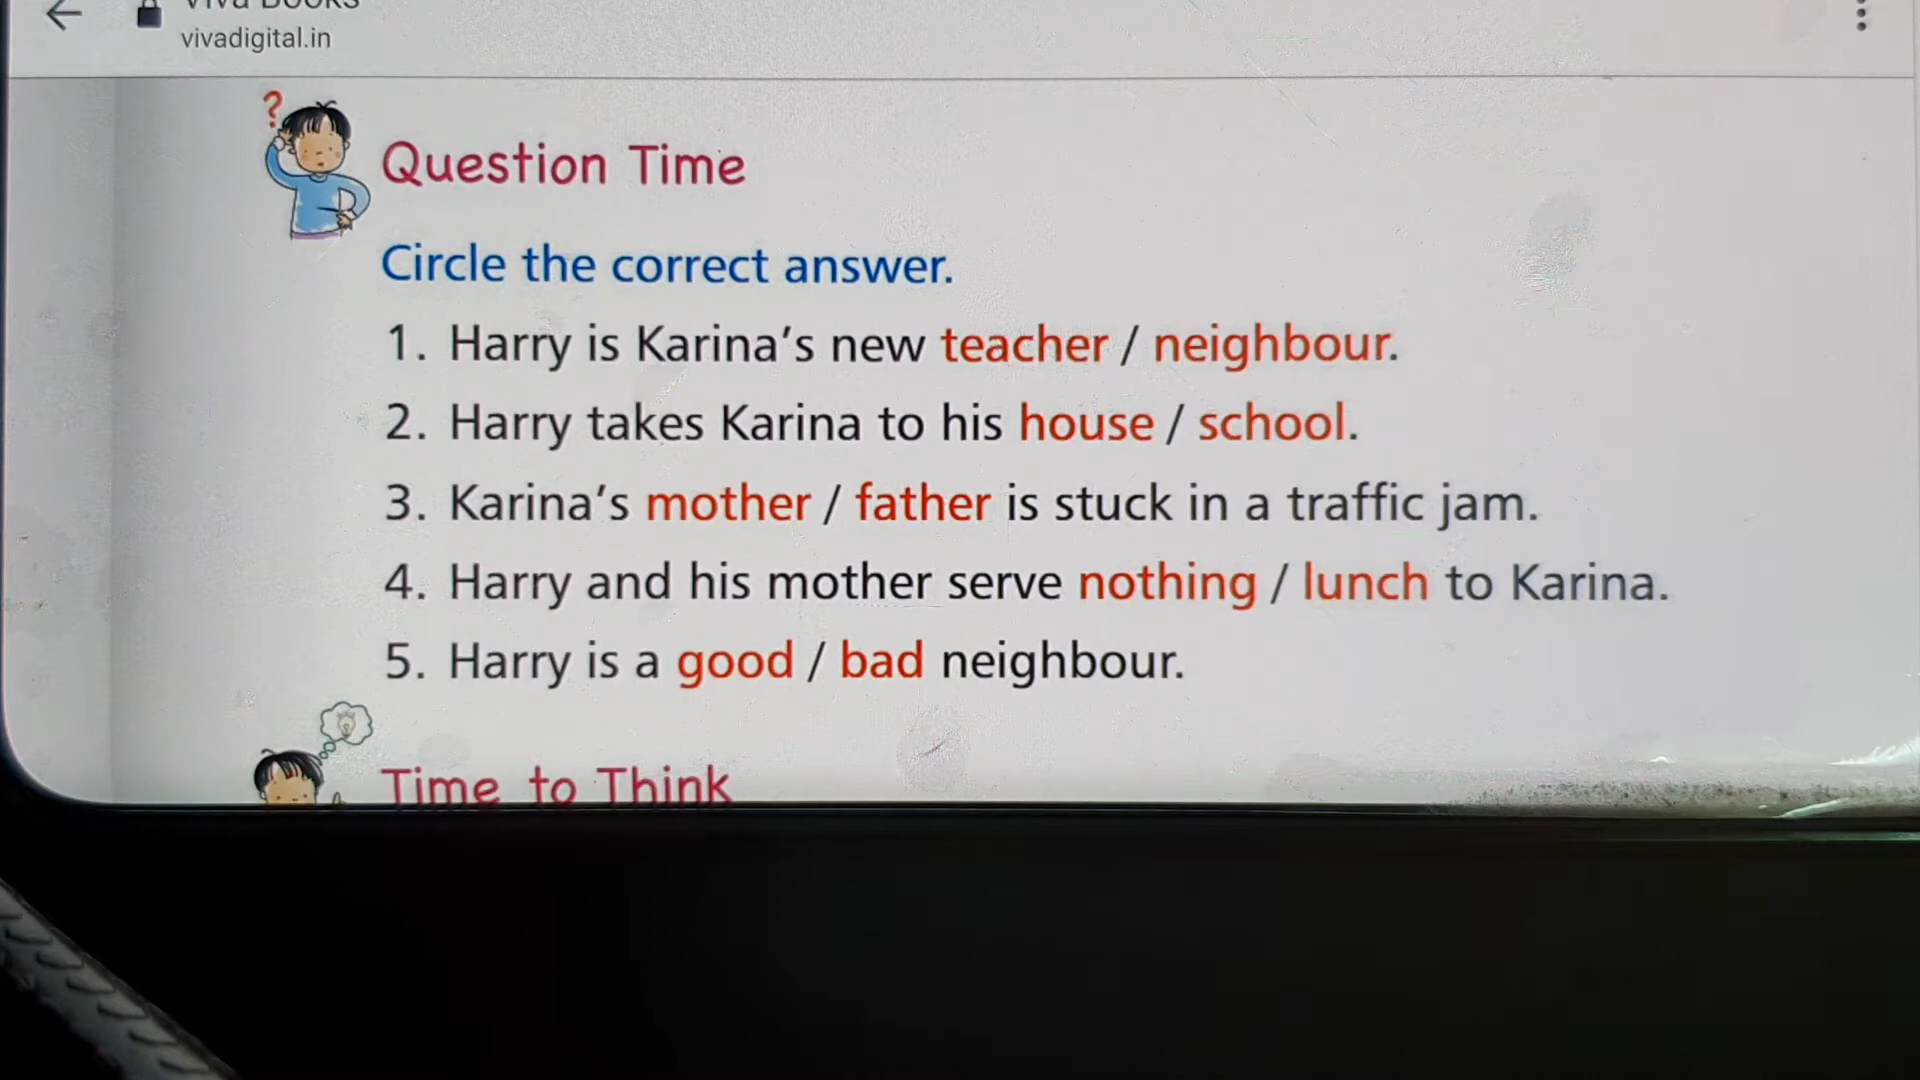 Viva Books
vivadigital.in
?
Question Time
Circle the correct answer.
1. Harry is Karina's new teacher / neighbour.
2. Harry takes Karina to his house / school.
3. Karina's mother / father is stuck in a traffic jam.
4. Harry and his mother serve nothing / lunch to Karina.
5. Harry is a good / bad neighbour.
Time to Think